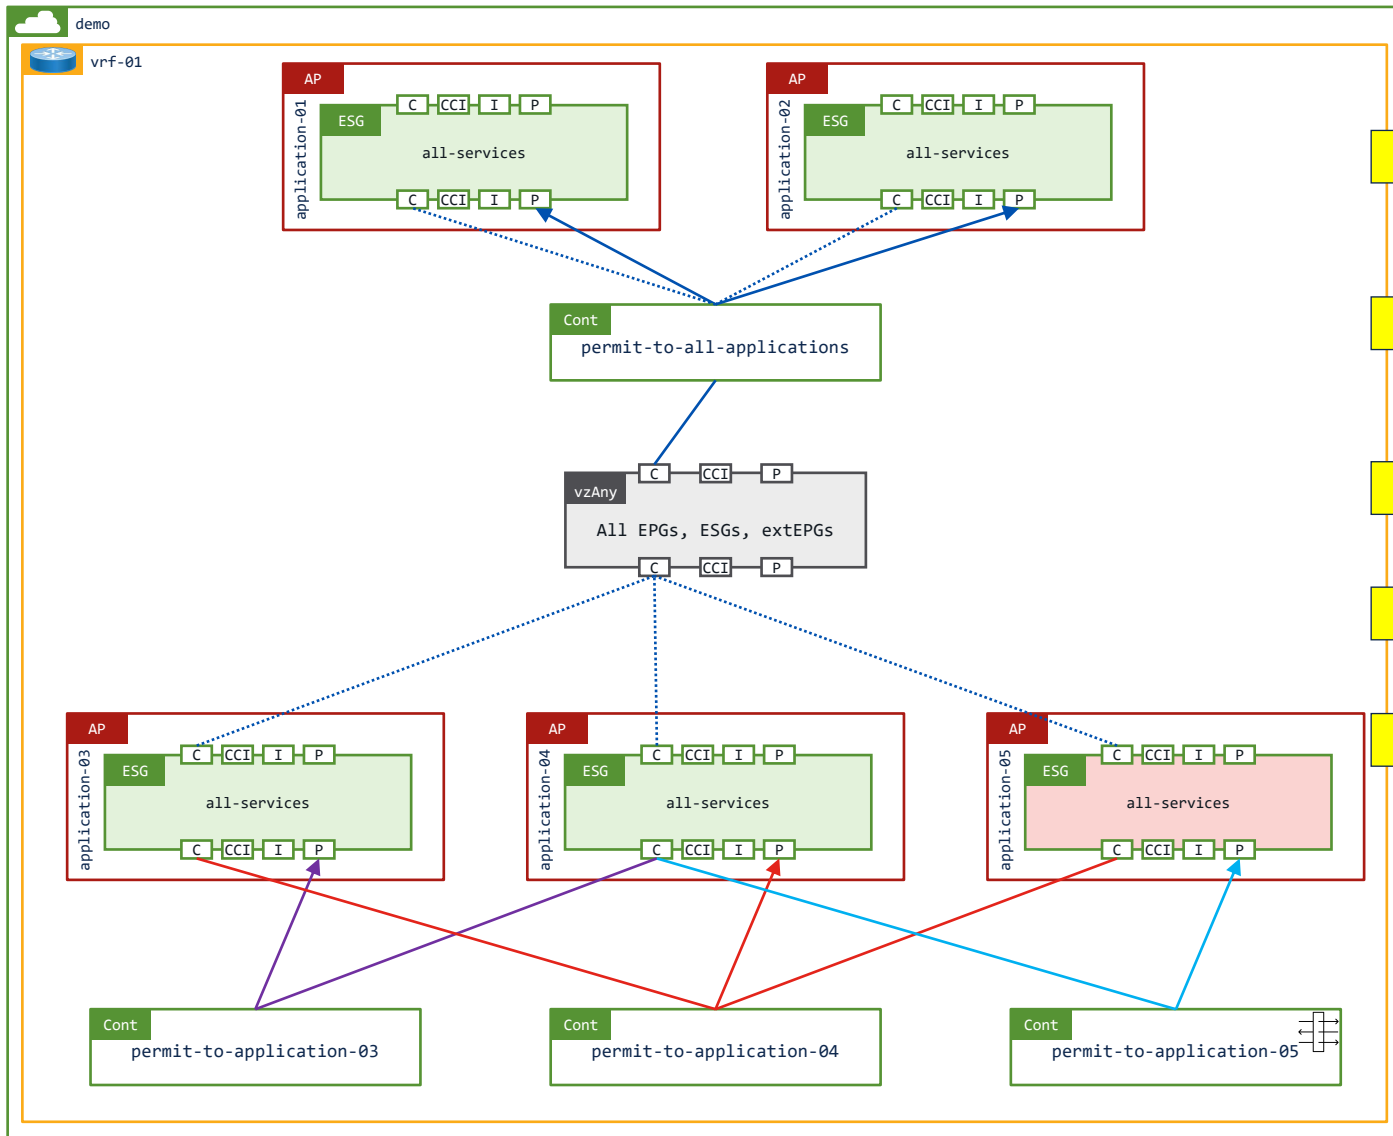 demo
vrf-01
AP
application-01
C CCI I P
ESG
all-services
C CCI I P
AP
application-02
C CCI I P
ESG
all-services
C CCI I P
Cont
permit-to-all-applications
C CCI P
vzAny
All EPGs, ESGs, extEPGs
C CCI P
AP
application-03
C CCI I P
ESG
all-services
C CCI I P
AP
application-04
C CCI I P
ESG
all-services
C CCI I P
AP
application-05
C CCI I P
ESG
all-services
C CCI I P
Cont
permit-to-application-03
Cont
permit-to-application-04
Cont
permit-to-application-05